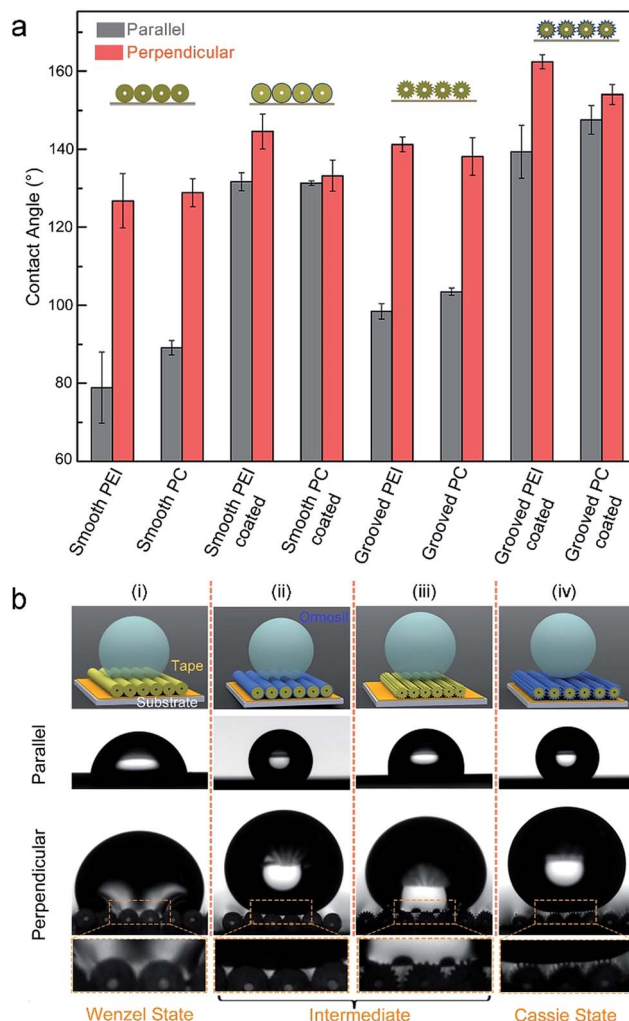 a
Parallel
Perpendicular
Contact Angle (°)
160
140
120
100
80
60
Smooth PEI
Smooth PC
Smooth PEI
coated
Smooth PC
coated
Grooved PEI
Grooved PC
Grooved PEI
coated
Grooved PC
coated
b
(i)
(ii)
(iii)
(iv)
Ormosil
Tape
Substrate
Parallel
Perpendicular
Wenzel State
Intermediate
Cassie State